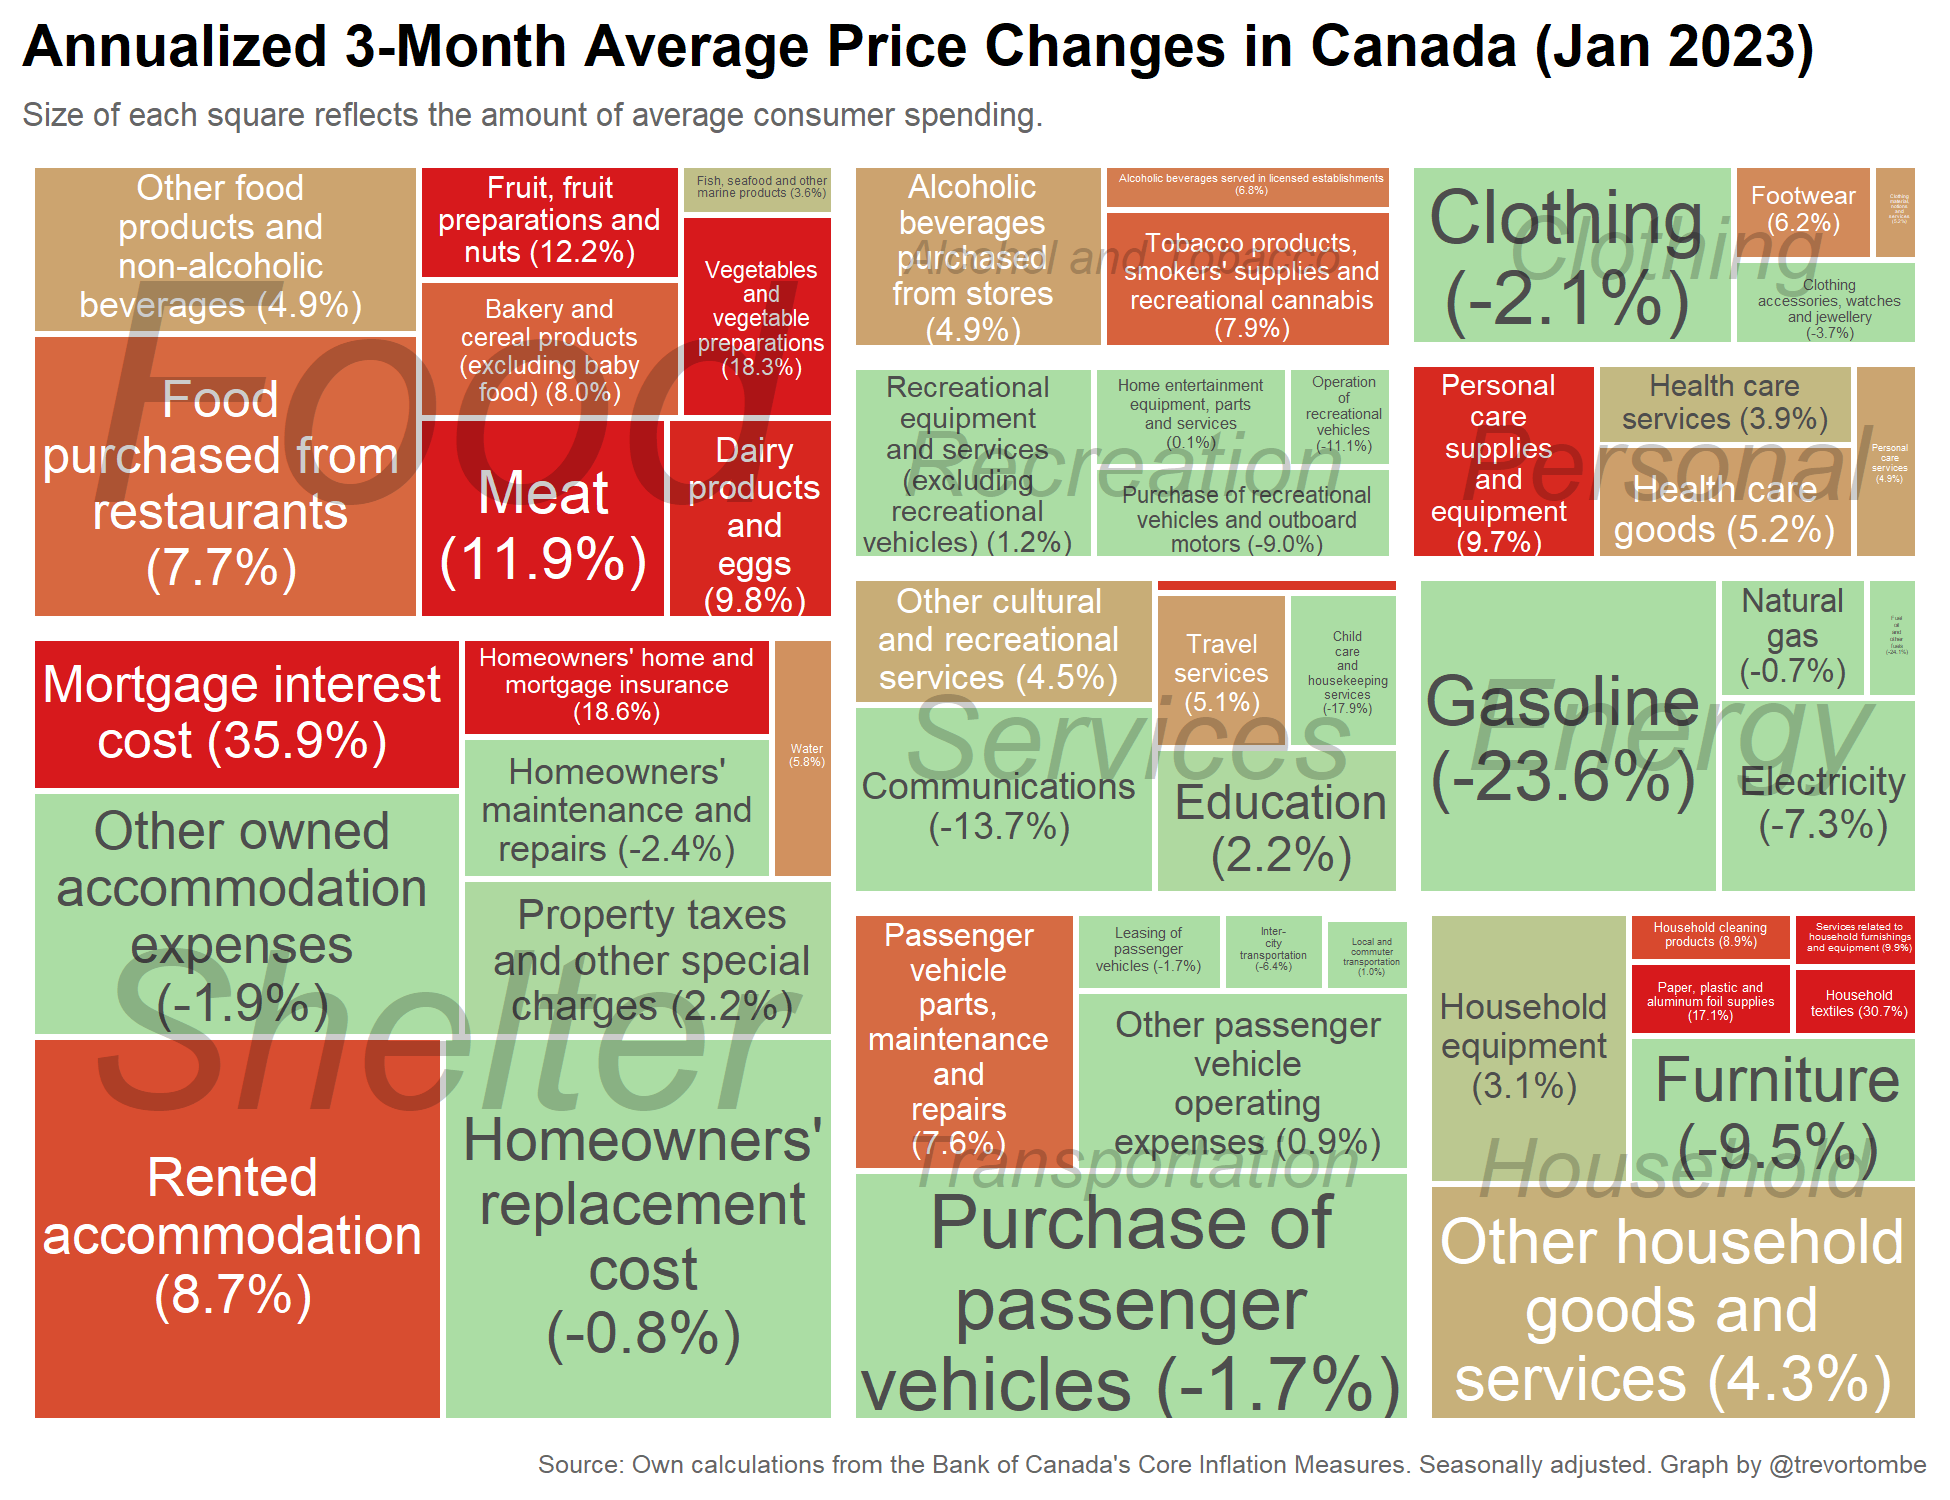 Annualized 3-Month Average Price Changes in Canada (Jan 2023)
Size of each square reflects the amount of average consumer spending.
Food
Other food
products and
non-alcoholic
beverages (4.9%)
Fruit, fruit
preparations and
nuts (12.2%)
Fish, seafood and other
marine products (3.6%)
Bakery and
cereal products
(excluding baby
food) (8.0%)
Vegetables
and
vegetable
preparations
(18.3%)
Food
purchased from
restaurants
(7.7%)
Meat
(11.9%)
Dairy
products
and
eggs
(9.8%)
Alcohol and Tobacco
Alcoholic
beverages
purchased
from stores
(4.9%)
Alcoholic beverages served in licensed establishments
(6.8%)
Tobacco products,
smokers' supplies and
recreational cannabis
(7.9%)
Clothing
Clothing
(-2.1%)
Footwear
(6.2%)
Clothing
material,
notions
and
services
Clothing
accessories, watches
and jewellery
(-3.7%)
Recreation
Recreational
equipment
and services
(excluding
recreational
vehicles) (1.2%)
Home entertainment
equipment, parts
and services
(0.1%)
Operation
of
recreational
vehicles
(-11.1%)
Purchase of recreational
vehicles and outboard
motors (-9.0%)
Personal
Personal
care
supplies
and
equipment
(9.7%)
Health care
services (3.9%)
Health care
goods (5.2%)
Personal
care
services
(4.9%)
Shelter
Mortgage interest
cost (35.9%)
Homeowners' home and
mortgage insurance
(18.6%)
Water
(5.8%)
Homeowners'
maintenance and
repairs (-2.4%)
Other owned
accommodation
expenses
(-1.9%)
Property taxes
and other special
charges (2.2%)
Rented
accommodation
(8.7%)
Homeowners'
replacement
cost
(-0.8%)
Services
Other cultural
and recreational
services (4.5%)
Travel
services
(5.1%)
Child
care
and
housekeeping
services
(-17.9%)
Communications
(-13.7%)
Education
(2.2%)
Energy
Gasoline
(-23.6%)
Natural
gas
(-0.7%)
Fuel
oil
and
other
fuels
(-24.1%)
Electricity
(-7.3%)
Transportation
Passenger
vehicle
parts,
maintenance
and
repairs
(7.6%)
Leasing of
passenger
vehicles (-1.7%)
Inter-
city
transportation
(-6.4%)
Local and
commuter
transportation
(1.0%)
Other passenger
vehicle
operating
expenses (0.9%)
Purchase of
passenger
vehicles (-1.7%)
Household
Household
equipment
(3.1%)
Household cleaning
products (8.9%)
Services related to
household furnishings
and equipment (9.9%)
Paper, plastic and
aluminum foil supplies
(17.1%)
Household
textiles (30.7%)
Furniture
(-9.5%)
Other household
goods and
services (4.3%)
Source: Own calculations from the Bank of Canada's Core Inflation Measures. Seasonally adjusted. Graph by @trevortombe